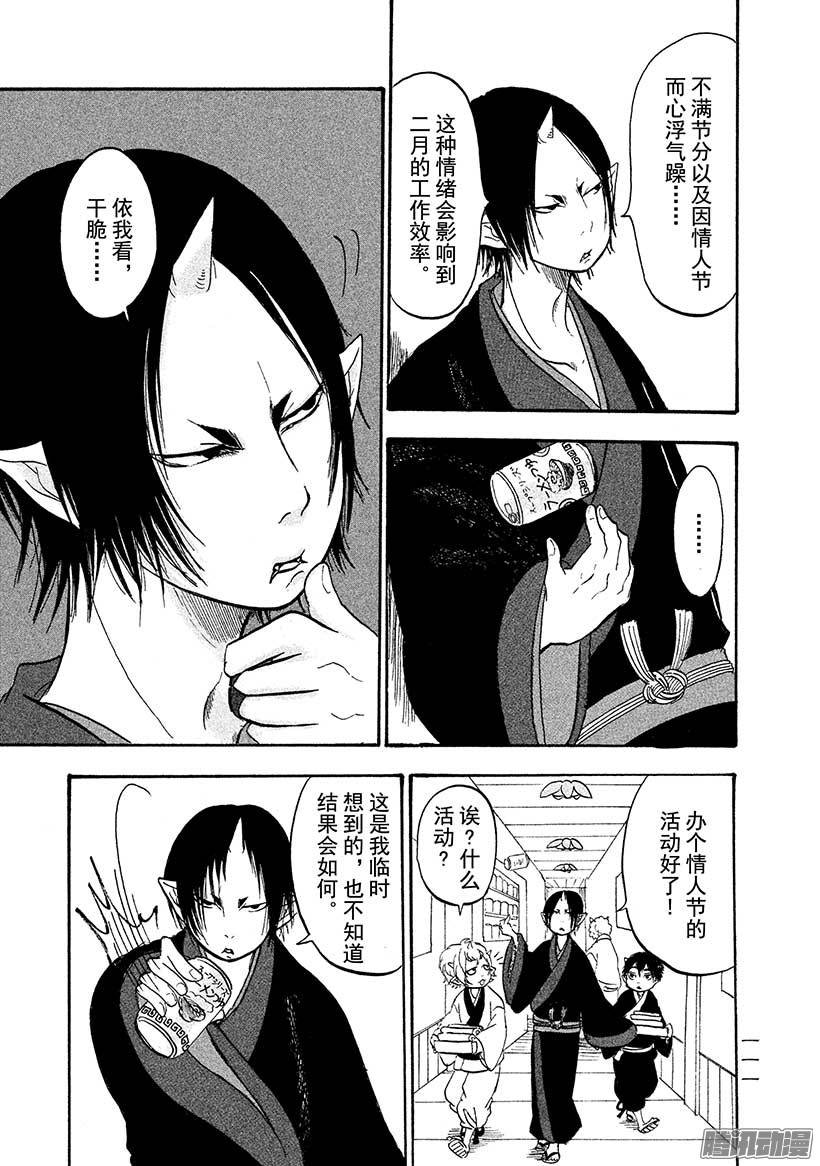 不满节分以及因情人节
而心浮气躁……
这种情绪会影响到
二月的工作效率。
……
依我看，
干脆……
办个情人节的
活动好了！
诶？什么
活动？
这是我临时
想到的，也不知道
结果会如何。
一一一
腾讯动漫